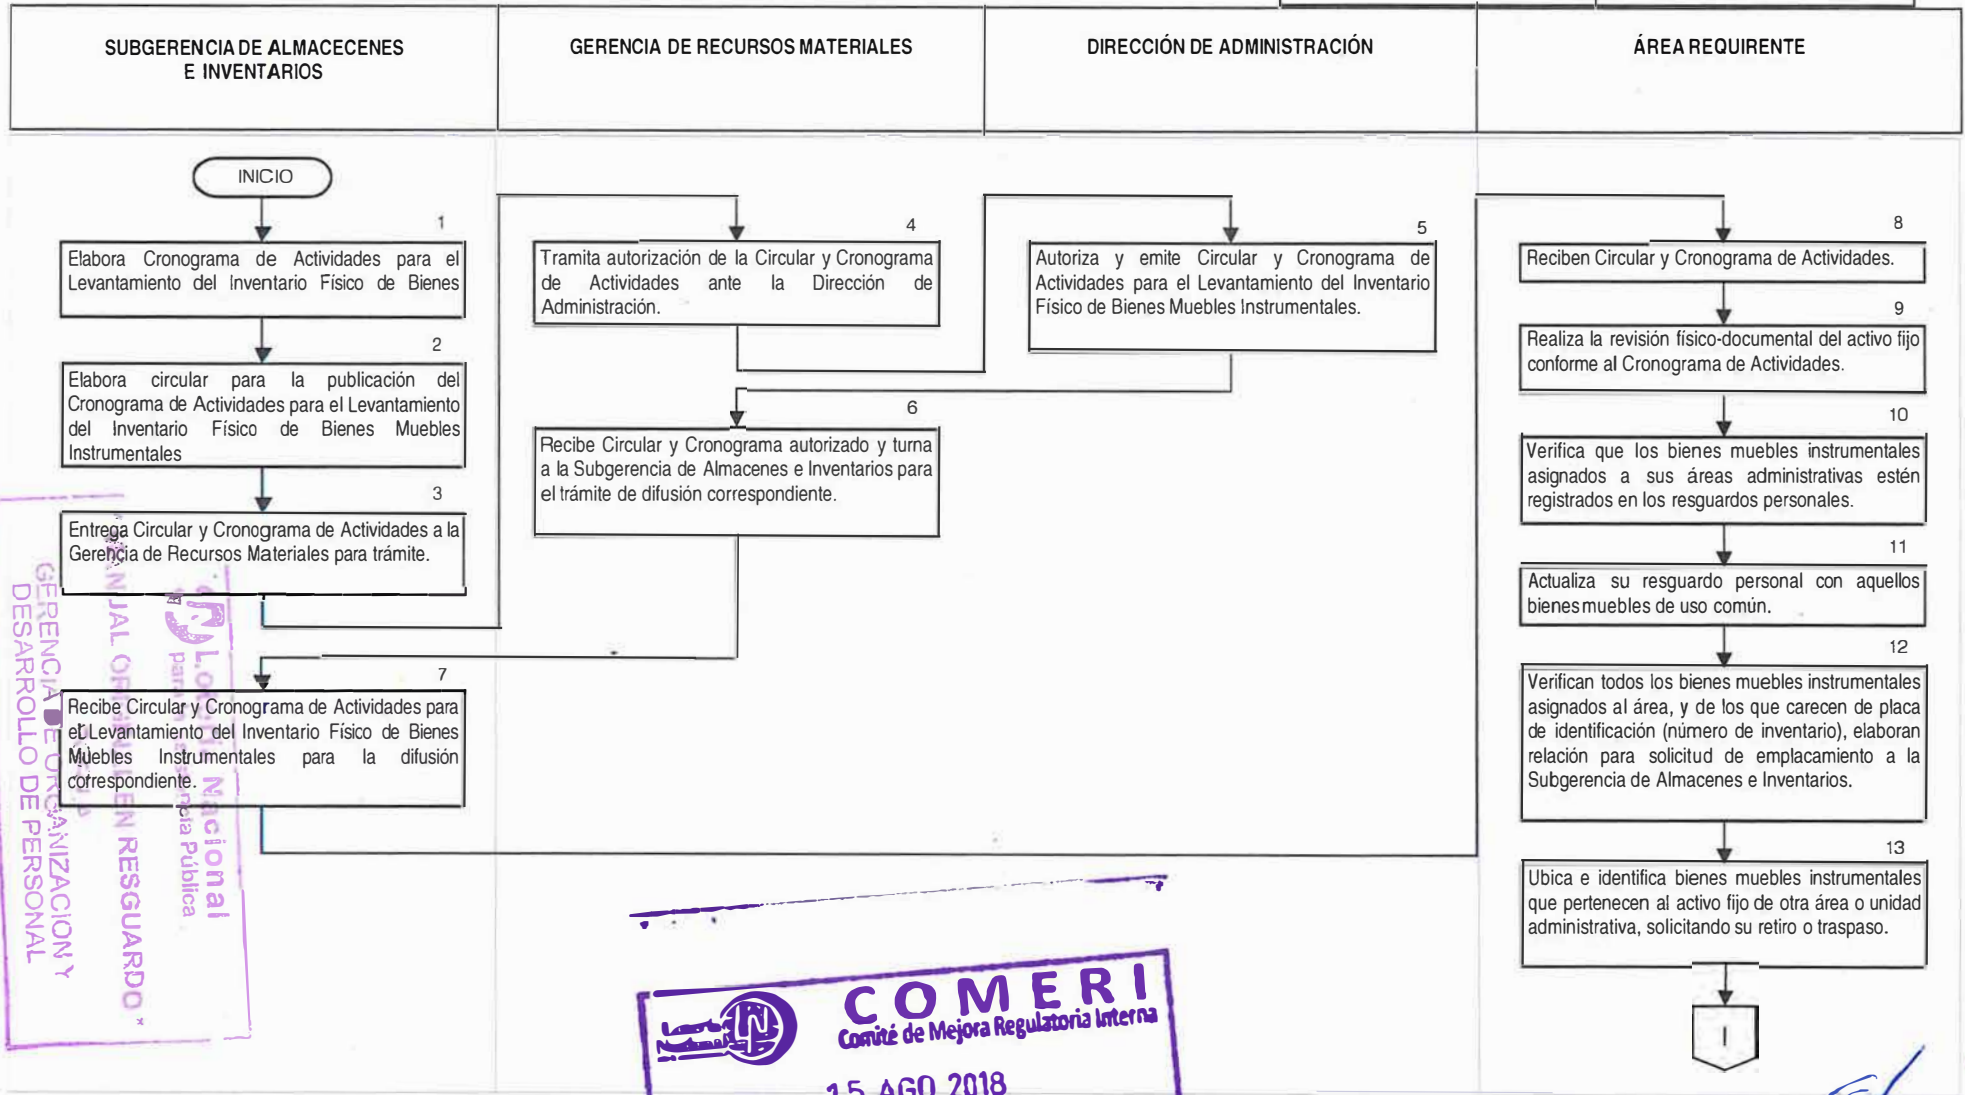 SUBGERENCIA DE ALMACECENES
E INVENTARIOS
GERENCIA DE RECURSOS MATERIALES
DIRECCIÓN DE ADMINISTRACIÓN
ÁREA REQUIRENTE
INICIO
1
Elabora Cronograma de Actividades para el
Levantamiento del Inventario Físico de Bienes
2
Elabora circular para la publicación del
Cronograma de Actividades para el Levantamiento
del Inventario Físico de Bienes Muebles
Instrumentales
3
Entrega Circular y Cronograma de Actividades a la
Gerencia de Recursos Materiales para trámite.
4
Tramita autorización de la Circular y Cronograma
de Actividades ante la Dirección de
Administración.
5
Autoriza y emite Circular y Cronograma de
Actividades para el Levantamiento del Inventario
Físico de Bienes Muebles Instrumentales.
6
Recibe Circular y Cronograma autorizado y turna
a la Subgerencia de Almacenes e Inventarios para
el trámite de difusión correspondiente.
7
Recibe Circular y Cronograma de Actividades para
el Levantamiento del Inventario Físico de Bienes
Muebles Instrumentales para la difusión
correspondiente.
8
Reciben Circular y Cronograma de Actividades.
9
Realiza la revisión físico-documental del activo fijo
conforme al Cronograma de Actividades.
10
Verifica que los bienes muebles instrumentales
asignados a sus áreas administrativas estén
registrados en los resguardos personales.
11
Actualiza su resguardo personal con aquellos
bienes muebles de uso común.
12
Verifican todos los bienes muebles instrumentales
asignados al área, y de los que carecen de placa
de identificación (número de inventario), elaboran
relación para solicitud de emplacamiento a la
Subgerencia de Almacenes e Inventarios.
13
Ubica e identifica bienes muebles instrumentales
que pertenecen al activo fijo de otra área o unidad
administrativa, solicitando su retiro o traspaso.
I
Nacional
Pública
EN RESGUARDO"
GERENCIA DE ORGANIZACION Y
DESARROLLO DE PERSONAL
COMERI
Comité de Mejora Regulatoria Interna
15 AGO 2018